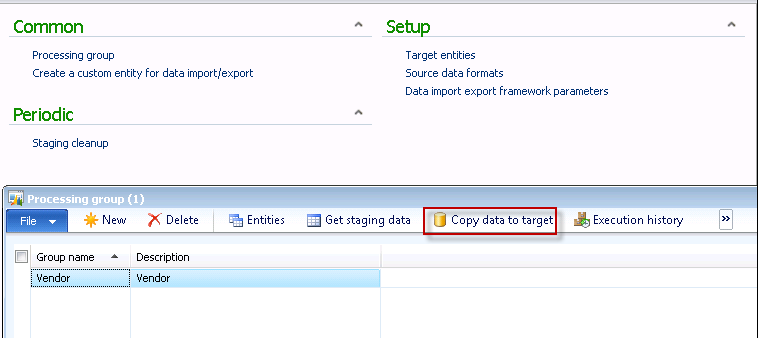 Common
Processing group
Create a custom entity for data import/export
Periodic
Staging cleanup
Setup
Target entities
Source data formats
Data import export framework parameters
Processing group (1)
File New Delete Entities Get staging data Copy data to target Execution history »
Group name Description
Vendor Vendor